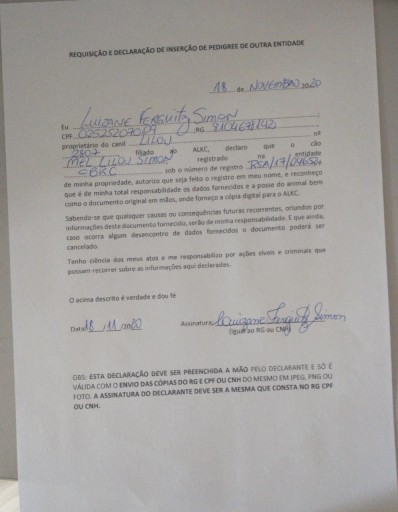 REQUISIÇÃO E DECLARAÇÃO DE INSERÇÃO DE PEDIGREE DE OUTRA ENTIDADE
18 de NOVEMBRO 2020
Eu Luizane Ferguitz Simon
CPF 02525207019 RG 8104678192
proprietário do canil LILOU nº
2807 filiado ao ALKC, declaro que o cão
MEL LILOU SIMON registrado na entidade
CBKC sob o número de registro RSA/17/04652
de minha propriedade, autorizo que seja feito o registro em meu nome, e reconheço
que é de minha total responsabilidade os dados fornecidos e a posse do animal bem
como o documento original em mãos, onde forneço a cópia digital para o ALKC.
Sabendo-se que quaisquer causas ou consequências futuras recorrentes, oriundos por
informações deste documento fornecido, serão de minha responsabilidade. E que ainda,
caso ocorra algum desencontro de dados fornecidos o documento poderá ser
cancelado.
Tenho ciência dos meus atos e me responsabilizo por ações cíveis e criminais que
possam recorrer sobre as informações aqui declaradas.
O acima descrito é verdade e dou fé
Data 18 , 11 , 2020 Assinatura, Luizane Ferguitz Simon
(igual ao RG ou CNH)
OBS: ESTA DECLARAÇÃO DEVE SER PREENCHIDA A MÃO PELO DECLARANTE E SÓ É
VÁLIDA COM O ENVIO DAS CÓPIAS DO RG E CPF OU CNH DO MESMO EM JPEG, PNG OU
FOTO. A ASSINATURA DO DECLARANTE DEVE SER A MESMA QUE CONSTA NO RG CPF
OU CNH.